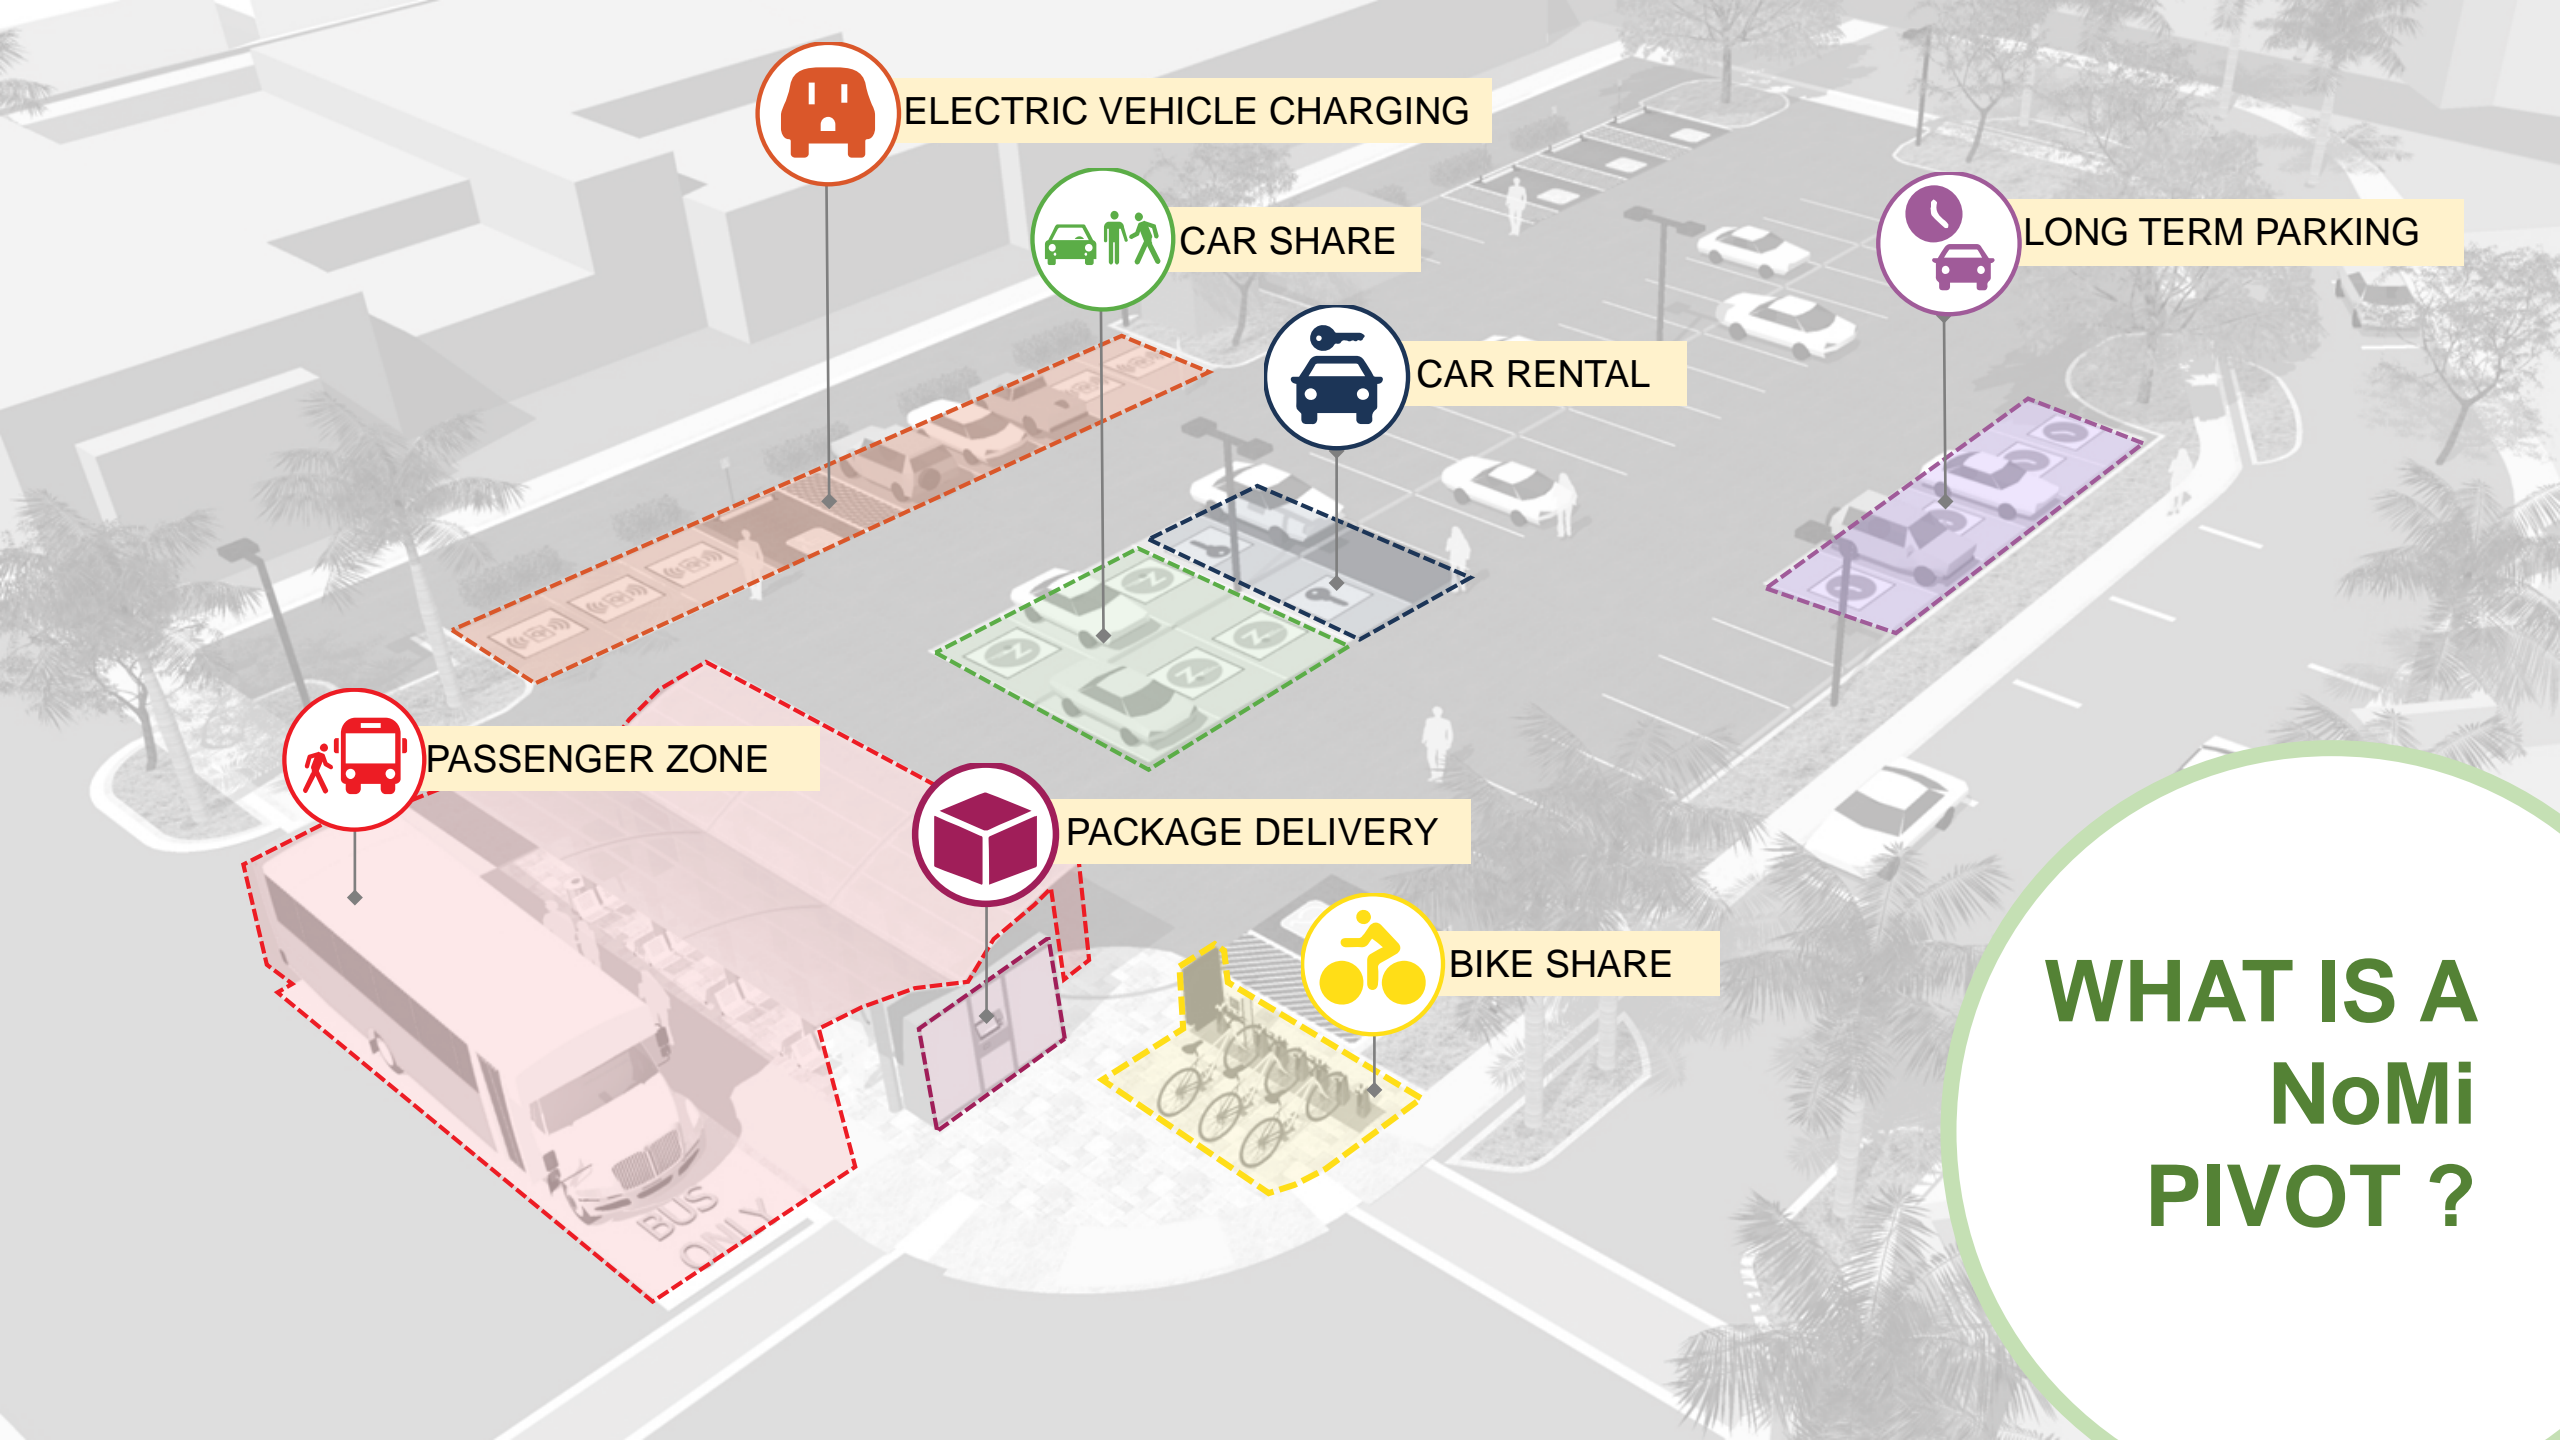 ELECTRIC VEHICLE CHARGING
CAR SHARE
LONG TERM PARKING
CAR RENTAL
PASSENGER ZONE
PACKAGE DELIVERY
BIKE SHARE
BUS
ONLY
WHAT IS A
NoMi
PIVOT ?